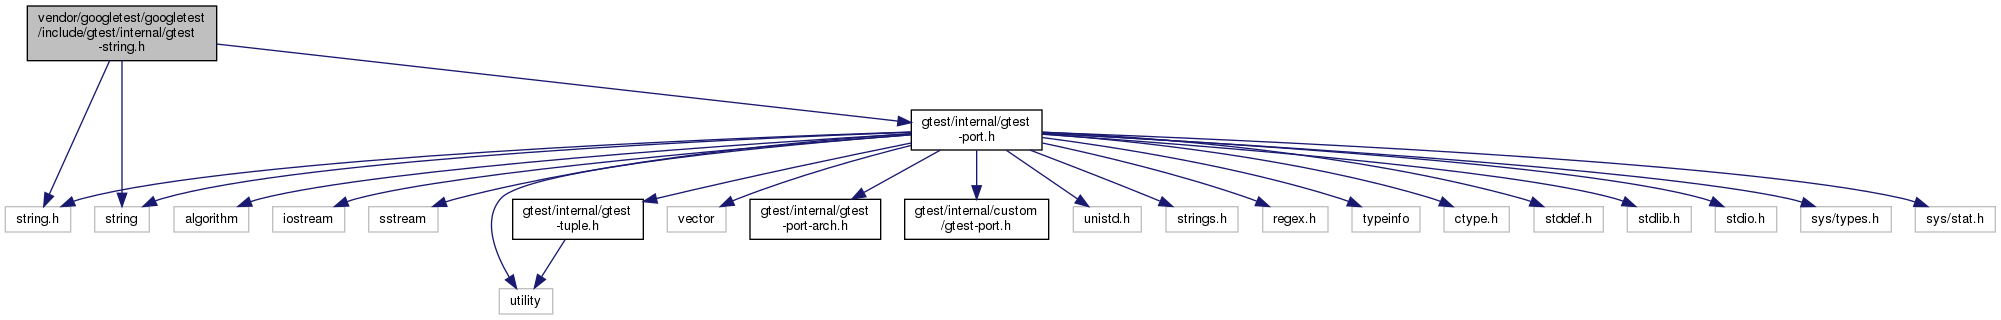 vendor/googletest/googletest
/include/gtest/internal/gtest
-string.h
gtest/internal/gtest
-port.h
string.h
string
algorithm
iostream
sstream
gtest/internal/gtest
-tuple.h
vector
gtest/internal/gtest
-port-arch.h
gtest/internal/custom
/gtest-port.h
unistd.h
strings.h
regex.h
typeinfo
ctype.h
stddef.h
stdlib.h
stdio.h
sys/types.h
sys/stat.h
utility